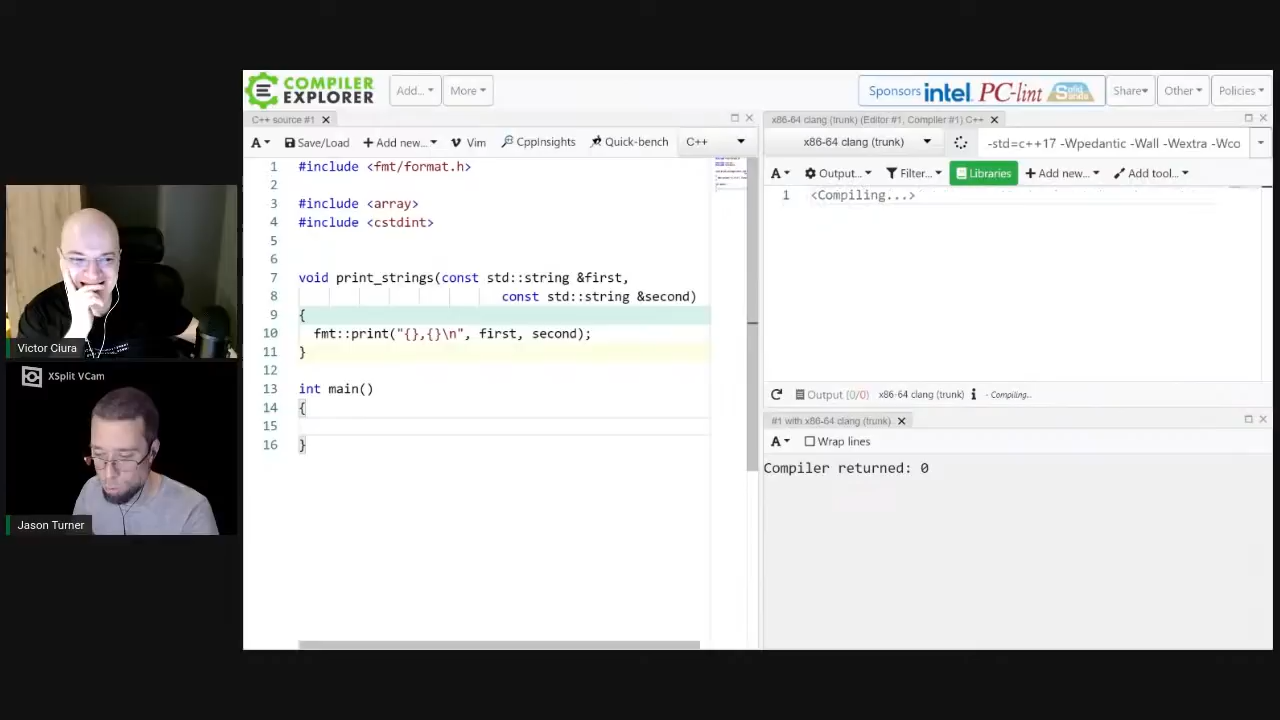 COMPILER
EXPLORER
Add...
More
Sponsors intel. PC-lint Solid Sands
Share
Other
Policies
C++ source #1
A
Save/Load
Add new...
Vim
CppInsights
Quick-bench
C++
1 #include <fmt/format.h>
2
3 #include <array>
4 #include <cstdint>
5
6
7 void print_strings(const std::string &first,
8 const std::string &second)
9 {
10 fmt::print("{},{}\n", first, second);
11 }
12
13 int main()
14 {
15
16 }
x86-64 clang (trunk) (Editor #1, Compiler #1) C++
x86-64 clang (trunk)
-std=c++17 -Wpedantic -Wall -Wextra -Wco
A
Output...
Filter...
Libraries
Add new...
Add tool...
1 <Compiling...>
Output (0/0) x86-64 clang (trunk) i - Compiling...
#1 with x86-64 clang (trunk)
A
Wrap lines
Compiler returned: 0
Victor Ciura
XSplit VCam
Jason Turner